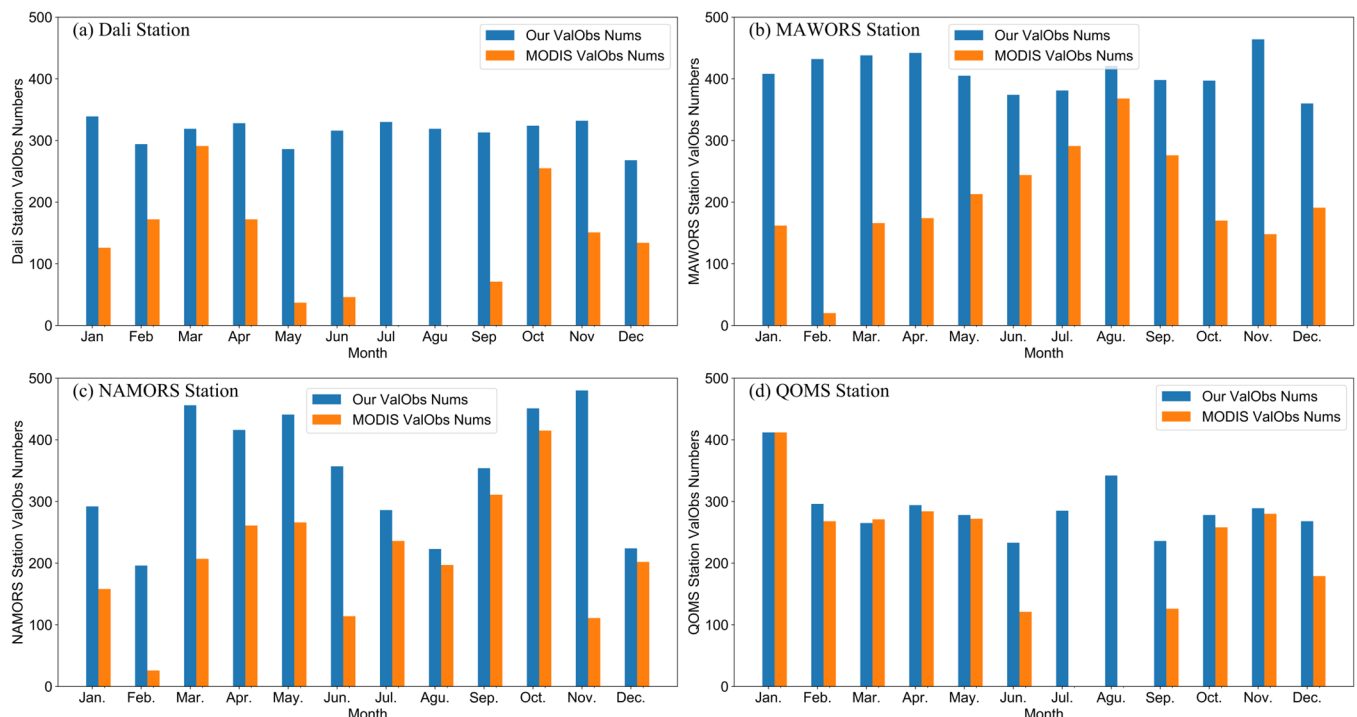 (a) Dali Station
Our ValObs Nums
MODIS ValObs Nums
Dali Station ValObs Numbers
500
400
300
200
100
0
Jan Feb Mar Apr May Jun Jul Agu Sep Oct Nov Dec
Month
(b) MAWORS Station
Our ValObs Nums
MODIS ValObs Nums
MAWORS Station ValObs Numbers
500
400
300
200
100
0
Jan. Feb. Mar. Apr. May. Jun. Jul. Agu. Sep. Oct. Nov. Dec.
Month
(c) NAMORS Station
Our ValObs Nums
MODIS ValObs Nums
NAMORS Station ValObs Numbers
500
400
300
200
100
0
Jan. Feb. Mar. Apr. May. Jun. Jul. Agu. Sep. Oct. Nov. Dec.
Month
(d) QOMS Station
Our ValObs Nums
MODIS ValObs Nums
QOMS Station ValObs Numbers
500
400
300
200
100
0
Jan. Feb. Mar. Apr. May. Jun. Jul. Agu. Sep. Oct. Nov. Dec.
Month